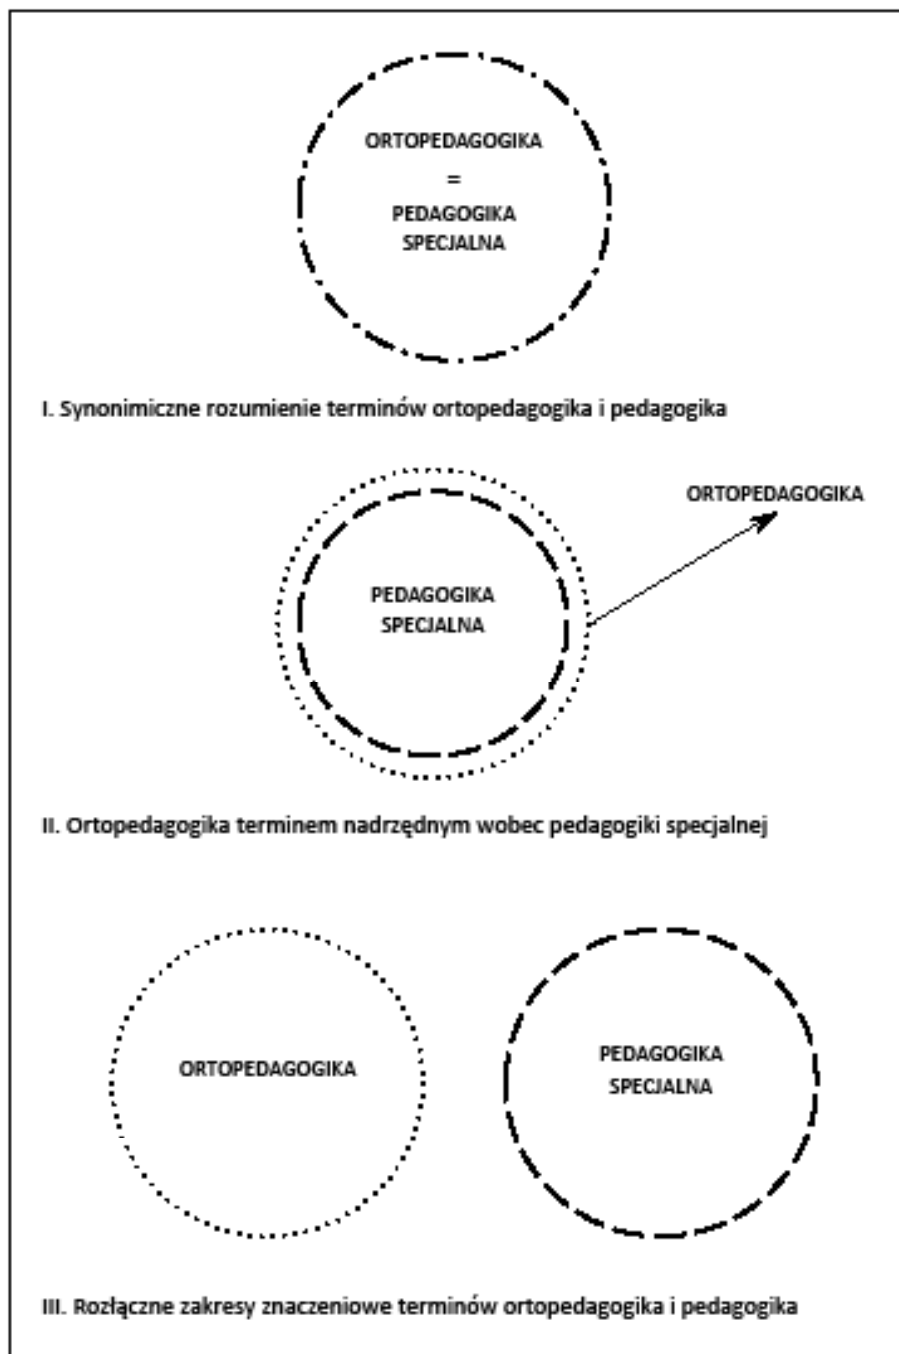 ORTOPEDAGOGIKA
=
PEDAGOGIKA
SPECJALNA
I. Synonimiczne rozumienie terminów ortopedagogika i pedagogika
ORTOPEDAGOGIKA
PEDAGOGIKA
SPECJALNA
II. Ortopedagogika terminem nadrzędnym wobec pedagogiki specjalnej
ORTOPEDAGOGIKA
PEDAGOGIKA
SPECJALNA
III. Rozłączne zakresy znaczeniowe terminów ortopedagogika i pedagogika